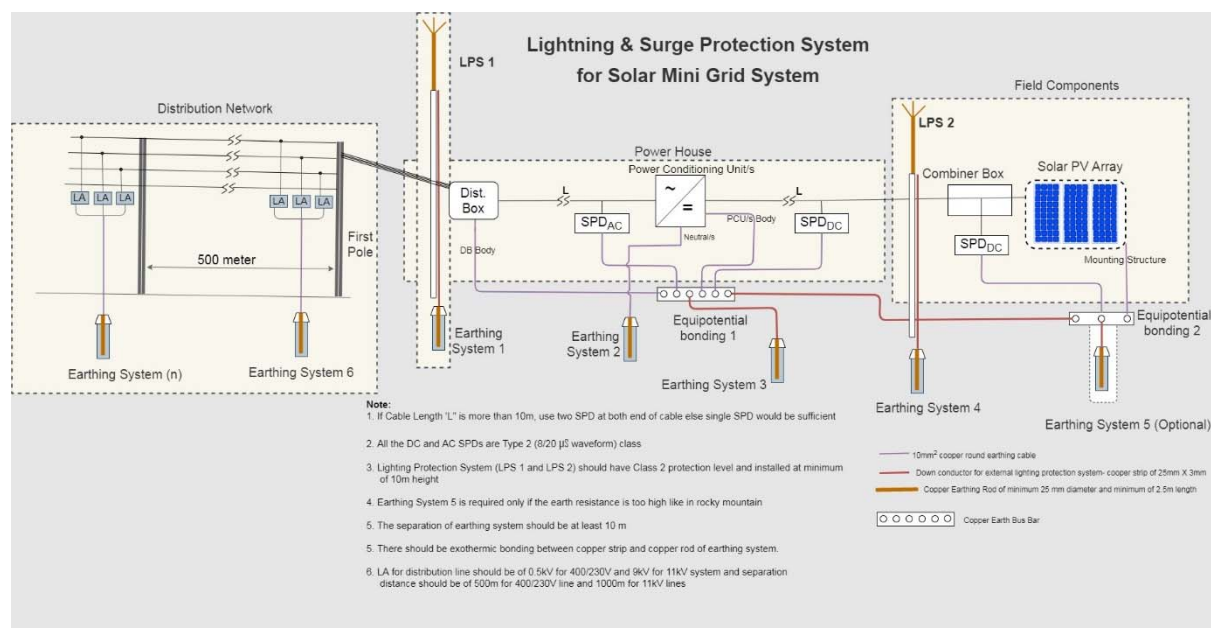 Lightning & Surge Protection System
for Solar Mini Grid System
LPS 1
Distribution Network
Field Components
LPS 2
Power House
Power Conditioning Unit/s
Combiner Box
Solar PV Array
Dist.
Box
L
L
~
=
LA LA LA
LA LA LA
SPDAC
SPDDC
SPDDC
PCU/s Body
Neutral/s
DB Body
First
Pole
500 meter
Mounting Structure
Equipotential
bonding 1
Equipotential
bonding 2
Earthing System (n)
Earthing System 6
Earthing
System 1
Earthing
System 2
Earthing System 3
Earthing System 4
Earthing System 5 (Optional)
Note:
1. If Cable Length 'L" is more than 10m, use two SPD at both end of cable else single SPD would be sufficient
2. All the DC and AC SPDs are Type 2 (8/20 µS waveform) class
3. Lighting Protection System (LPS 1 and LPS 2) should have Class 2 protection level and installed at minimum
of 10m height
4. Earthing System 5 is required only if the earth resistance is too high like in rocky mountain
5. The separation of earthing system should be at least 10 m
5. There should be exothermic bonding between copper strip and copper rod of earthing system.
6. LA for distribution line should be of 0.5kV for 400/230V and 9kV for 11kV system and separation
distance should be of 500m for 400/230V line and 1000m for 11kV lines
10mm² copper round earthing cable
Down conductor for external lighting protection system- copper strip of 25mm X 3mm
Copper Earthing Rod of minimum 25 mm diameter and minimum of 2.5m length
Copper Earth Bus Bar